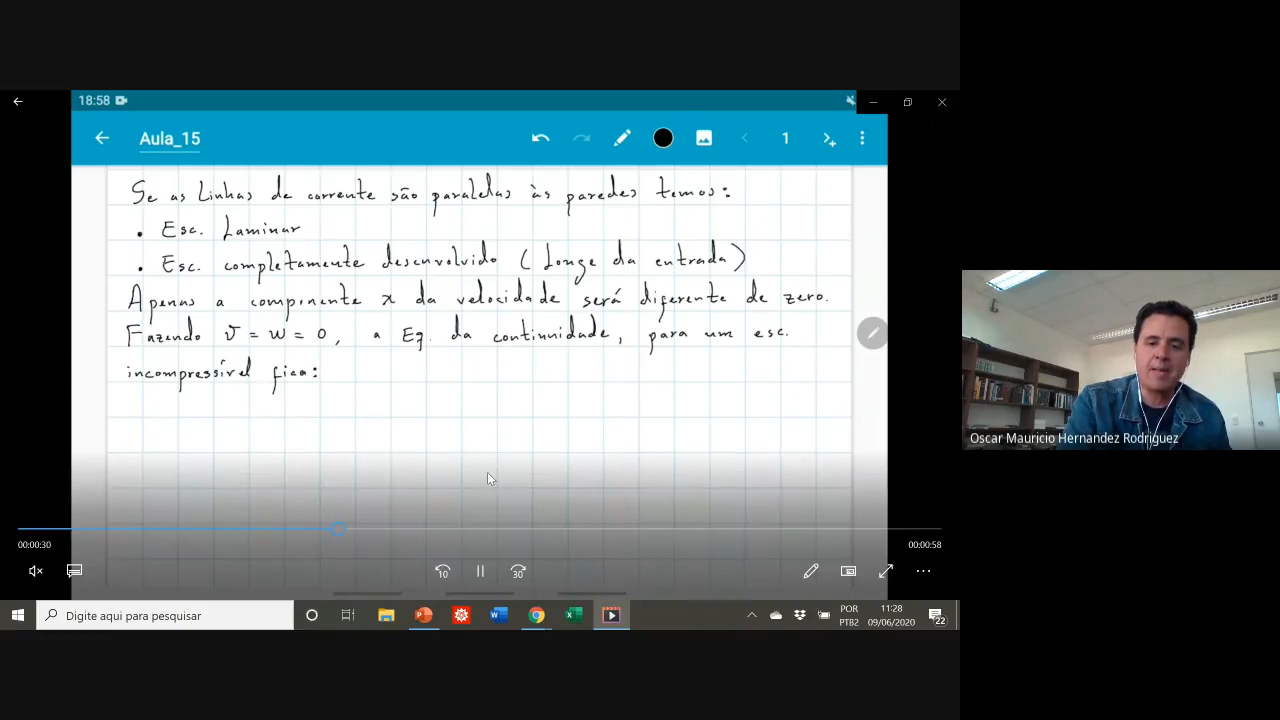 18:58
Aula_15
1
Se as Linhas de corrente são paralelas às paredes temos:
• Esc. Laminar
• Esc. completamente desenvolvido (Longe da entrada)
Apenas a componente x da velocidade será diferente de zero.
Fazendo v = w = 0, a Eq. da continuidade, para um esc.
incompressível fica:
Oscar Mauricio Hernandez Rodriguez
00:00:30
00:00:58
10
30
Digite aqui para pesquisar
POR
PTB2
11:28
09/06/2020
22